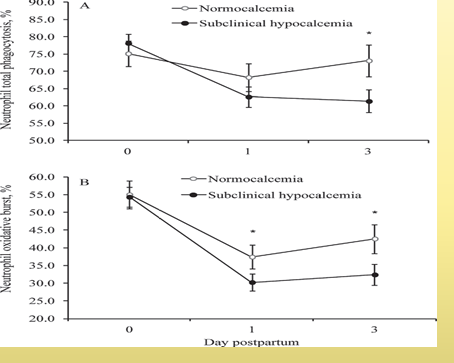 90.0
A
Normocalcemia
85.0
Subclinical hypocalcemia
80.0
*
75.0
70.0
65.0
60.0
55.0
50.0
Neutrophil total phagocytosis, %
0 1 3
60.0
B
Normocalcemia
55.0
Subclinical hypocalcemia
50.0
45.0
* *
40.0
35.0
30.0
25.0
20.0
Neutrophil oxidative burst, %
0 1 3
Day postpartum